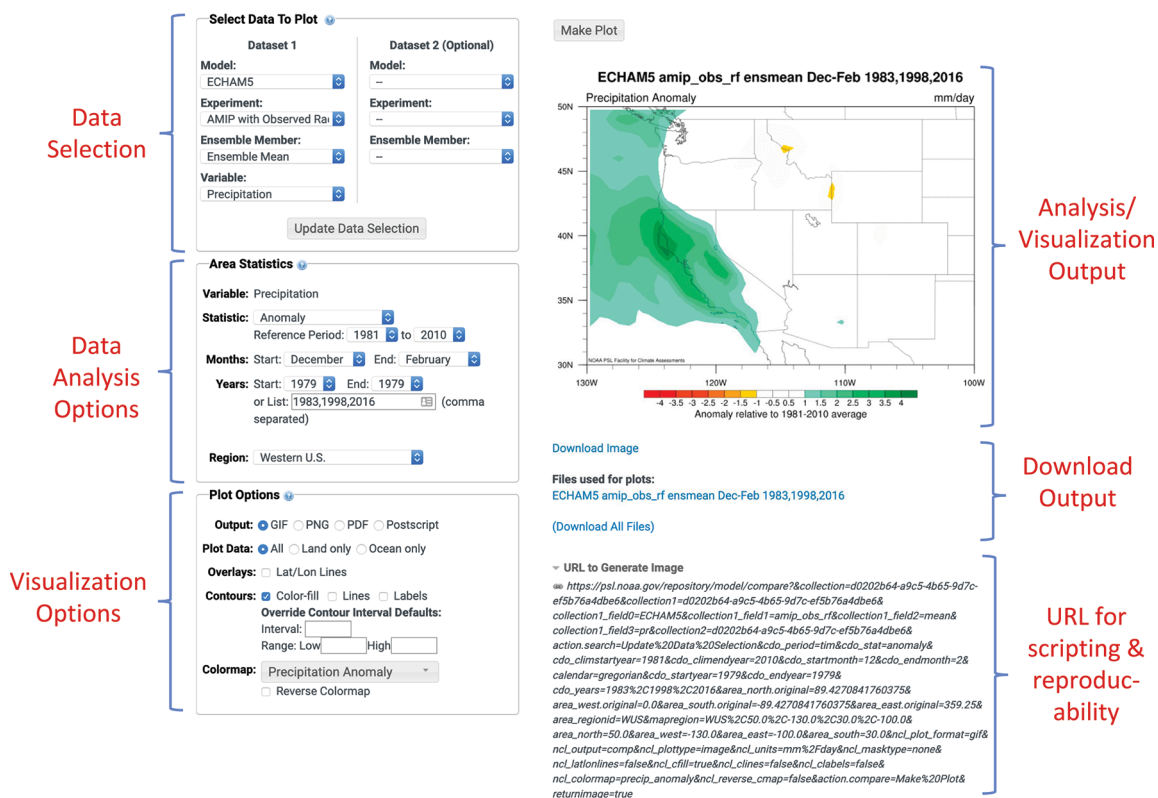 Data
Selection
Select Data To Plot
Dataset 1
Dataset 2 (Optional)
Model:
ECHAM5
Model:
--
Experiment:
AMIP with Observed Ra
Experiment:
--
Ensemble Member:
Ensemble Mean
Ensemble Member:
--
Variable:
Precipitation
Update Data Selection
Data
Analysis
Options
Area Statistics
Variable: Precipitation
Statistic: Anomaly
Reference Period: 1981 to 2010
Months: Start: December End: February
Years: Start: 1979 End: 1979
or List: 1983,1998,2016 (comma
separated)
Region: Western U.S.
Visualization
Options
Plot Options
Output: GIF PNG PDF Postscript
Plot Data: All Land only Ocean only
Overlays: Lat/Lon Lines
Contours: Color-fill Lines Labels
Override Contour Interval Defaults:
Interval:
Range: Low High
Colormap: Precipitation Anomaly
Reverse Colormap
Make Plot
ECHAM5 amip_obs_rf ensmean Dec-Feb 1983,1998,2016
Precipitation Anomaly mm/day
50N
45N
40N
35N
30N
NOAA PSL Facility for Climate Assessments
130W 120W 110W 100W
-4 -3.5 -3 -2.5 -2 -1.5 -1 -0.5 0.5 1 1.5 2 2.5 3 3.5 4
Anomaly relative to 1981-2010 average
Analysis/
Visualization
Output
Download Image
Files used for plots:
ECHAM5 amip_obs_rf ensmean Dec-Feb 1983,1998,2016
(Download All Files)
Download
Output
URL to Generate Image
https://psl.noaa.gov/repository/model/compare?&collection=d0202b64-a9c5-4b65-9d7c-
ef5b76a4dbe6&collection1=d0202b64-a9c5-4b65-9d7c-ef5b76a4dbe6&
collection1_field0=ECHAM5&collection1_field1=amip_obs_rf&collection1_field2=mean&
collection1_field3=pr&collection2=d0202b64-a9c5-4b65-9d7c-ef5b76a4dbe6&
action.search=Update%20Data%20Selection&cdo_period=tim&cdo_stat=anomaly&
cdo_climstartyear=1981&cdo_climendyear=2010&cdo_startmonth=12&cdo_endmonth=2&
calendar=gregorian&cdo_startyear=1979&cdo_endyear=1979&
cdo_years=1983%2C1998%2C2016&area_north.original=89.4270841760375&
area_west.original=0.0&area_south.original=-89.4270841760375&area_east.original=359.25&
area_regionid=WUS&mapregion=WUS%2C50.0%2C-130.0%2C30.0%2C-100.0&
area_north=50.0&area_west=-130.0&area_east=-100.0&area_south=30.0&ncl_plot_format=gif&
ncl_output=comp&ncl_plottype=image&ncl_units=mm%2Fday&ncl_masktype=none&
ncl_latlonlines=false&ncl_cfill=true&ncl_clines=false&ncl_clabels=false&
ncl_colormap=precip_anomaly&ncl_reverse_cmap=false&action.compare=Make%20Plot&
returnimage=true
URL for
scripting &
reproduc-
ability